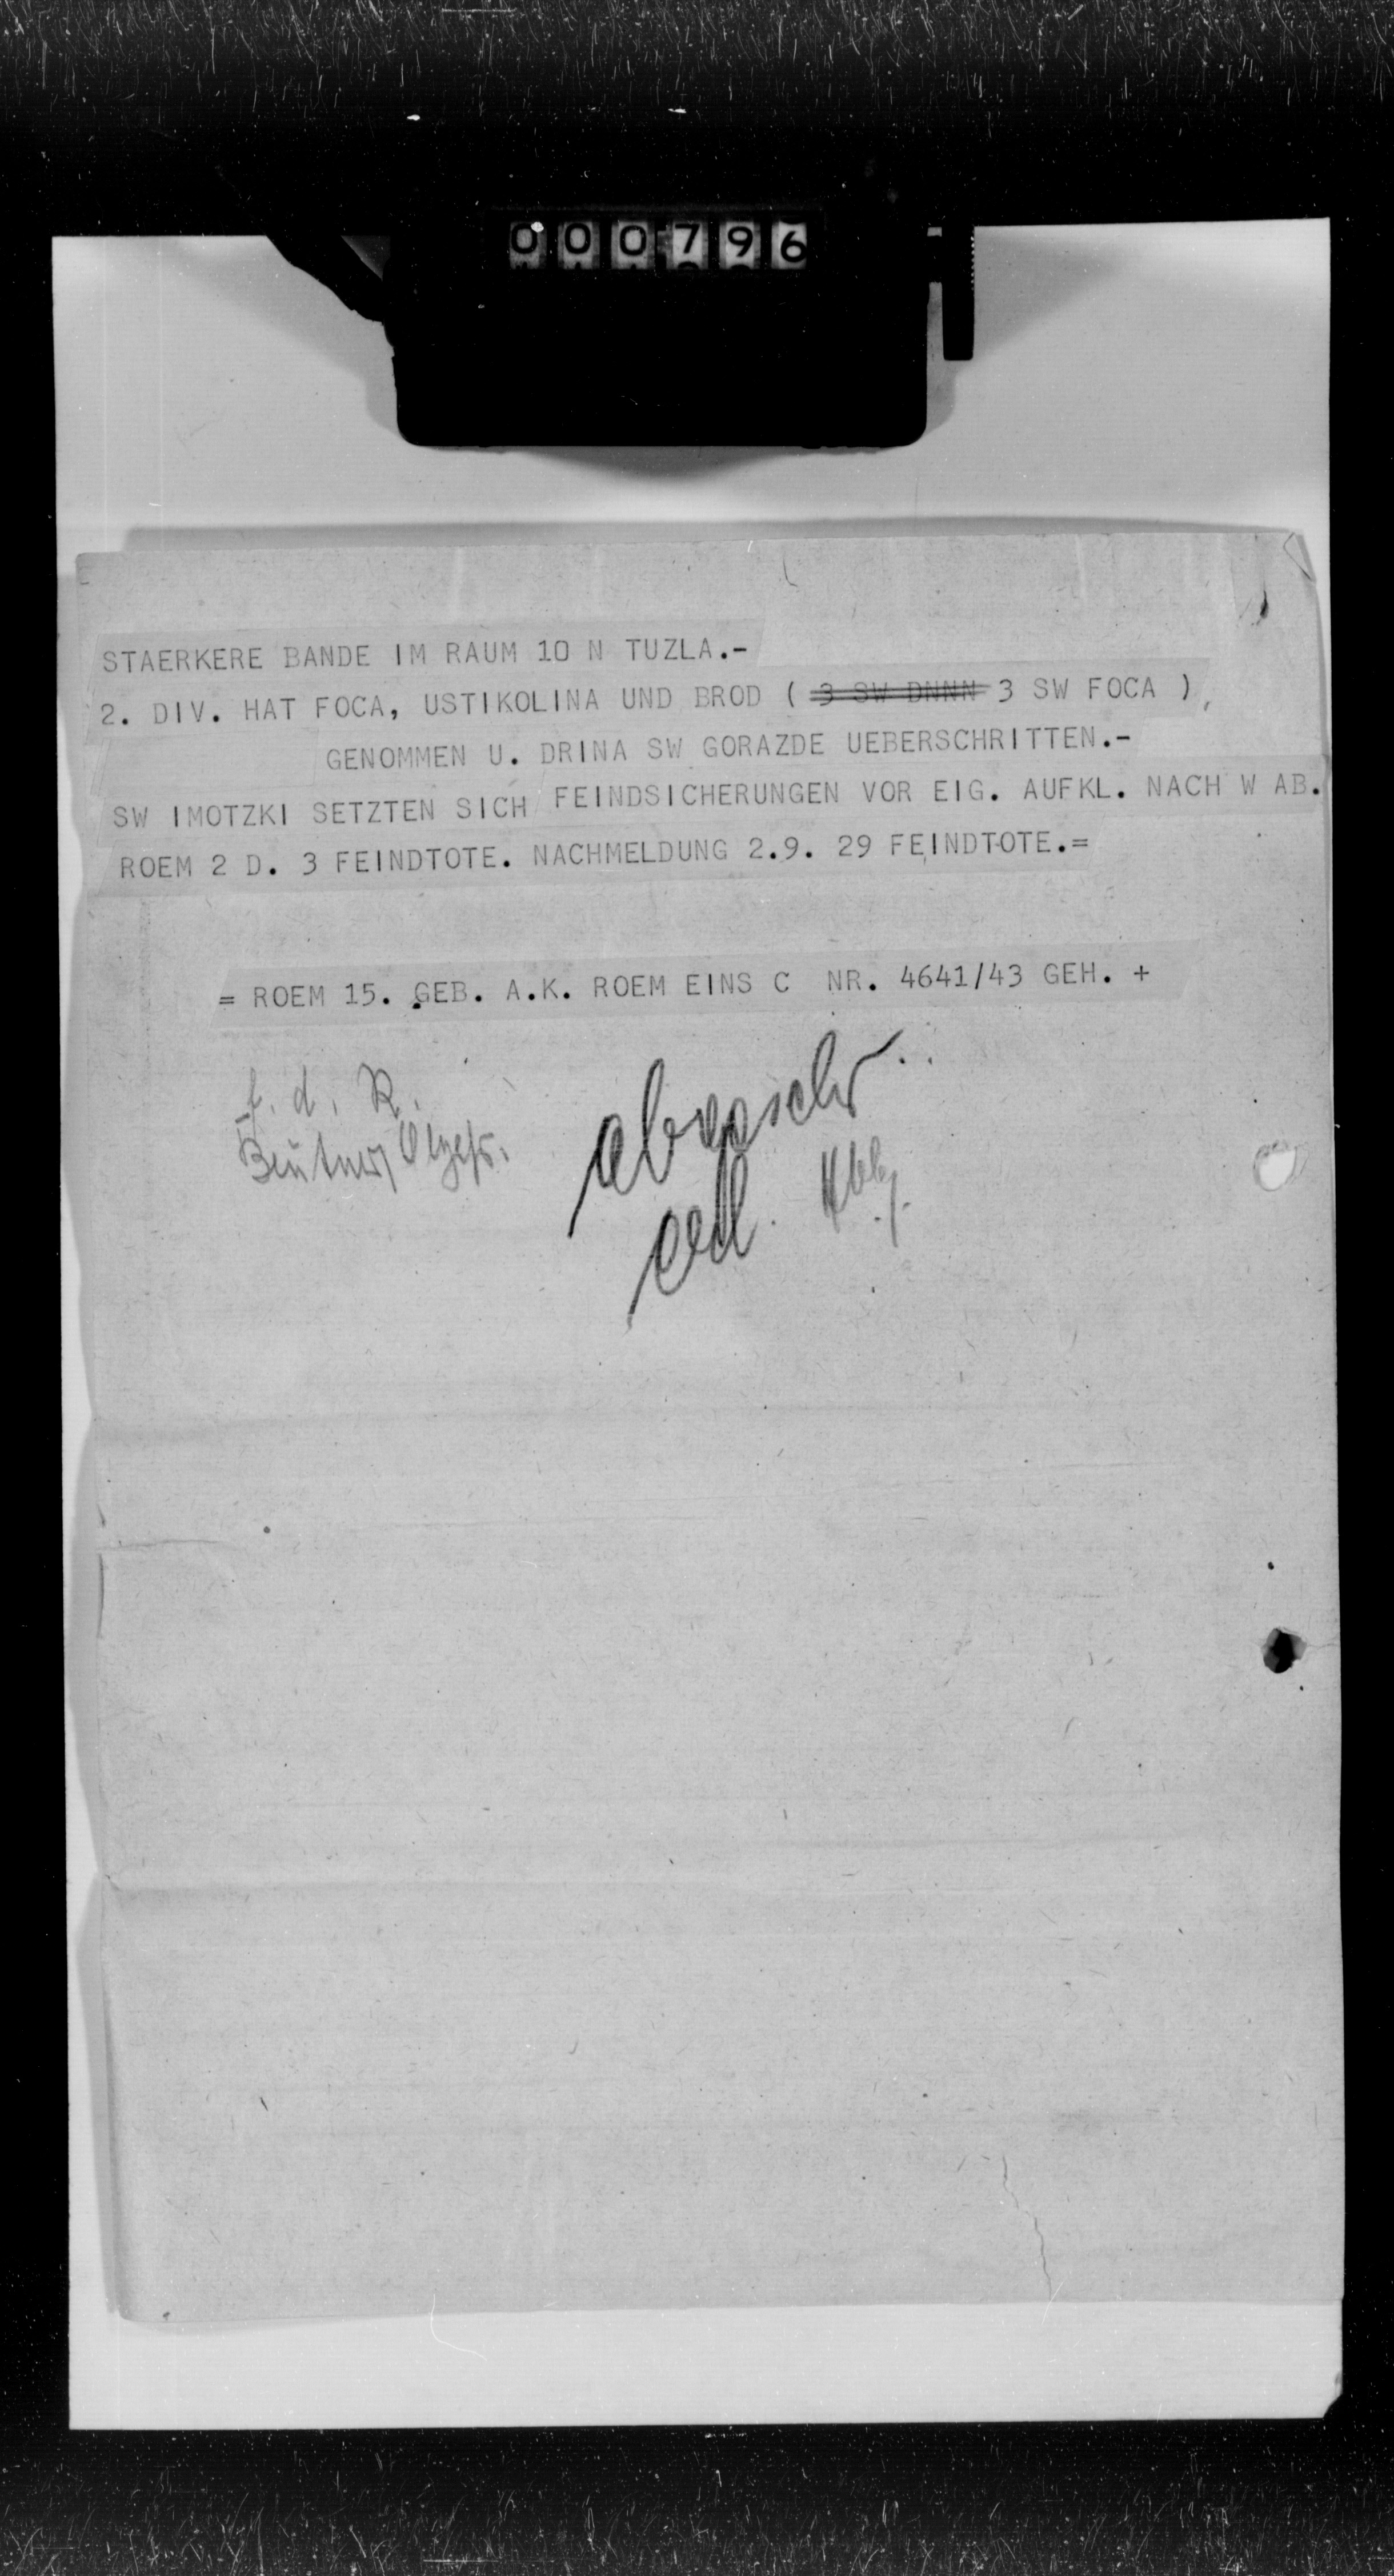 000796
STAERKERE BANDE IM RAUM 10 N TUZLA.-
2. DIV. HAT FOCA, USTIKOLINA UND BROD ( 3 SW DNNN 3 SW FOCA ),
GENOMMEN U. DRINA SW GORAZDE UEBERSCHRITTEN.-
SW IMOTZKI SETZTEN SICH FEINDSICHERUNGEN VOR EIG. AUFKL. NACH W AB.
ROEM 2 D. 3 FEINDTOTE. NACHMELDUNG 2.9. 29 FEINDTOTE.=
= ROEM 15. GEB. A.K. ROEM EINS C NR. 4641/43 GEH. +
f. d. R.